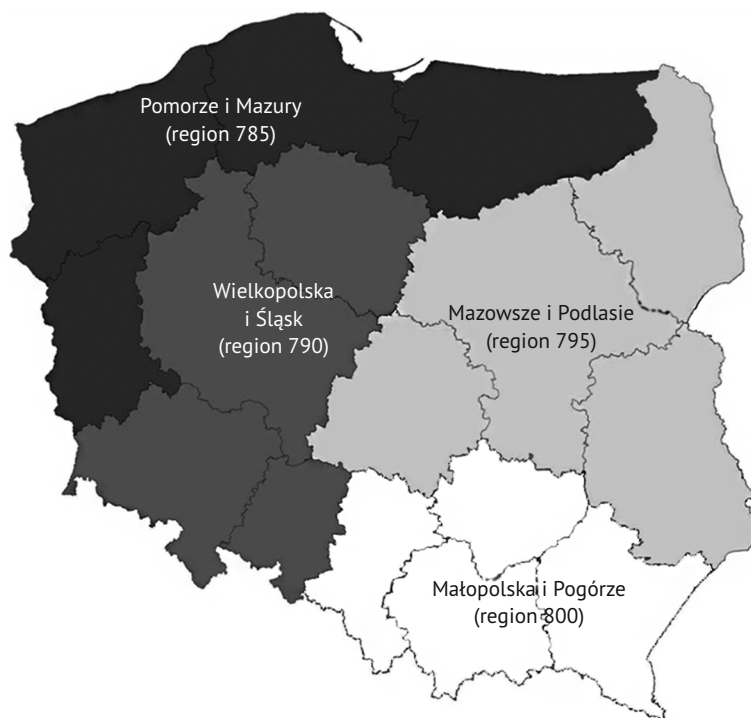 Pomorze i Mazury
(region 785)
Wielkopolska
i Śląsk
(region 790)
Mazowsze i Podlasie
(region 795)
Małopolska i Pogórze
(region 800)